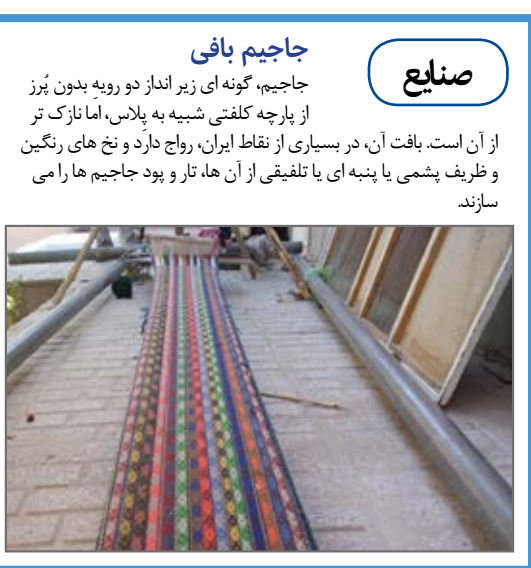 صنایع
جاجیم بافی
جاجیم، گونه ای زیر انداز دو رویهِ بدون پُرز
از پارچه کلفتی شبیه به پِلاس، اما نازک تر
از آن است. بافت آن، در بسیاری از نقاط ایران، رواج دارد و نخ های رنگین
و ظریف پشمی یا پنبه ای یا تلفیقی از آن ها، تار و پود جاجیم ها را می
سازند.